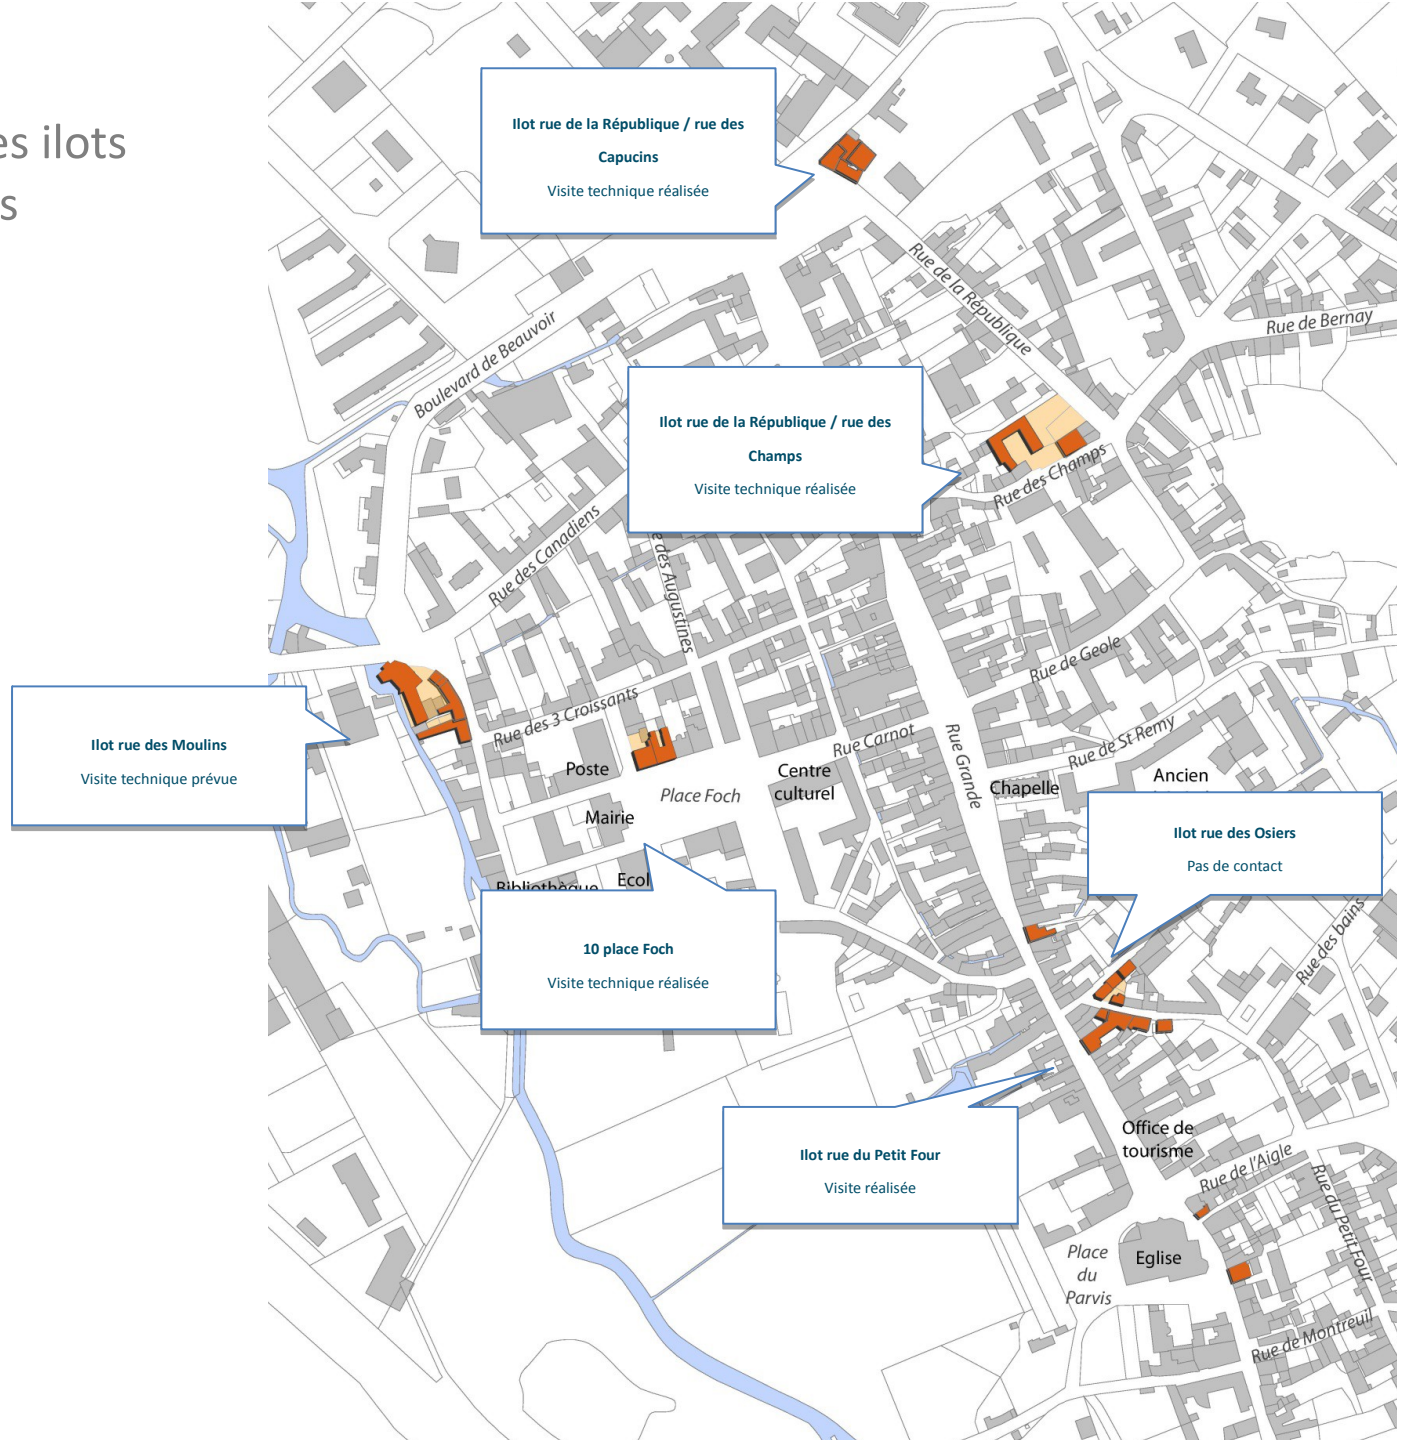 es ilots
s
Ilot rue de la République / rue des
Capucins
Visite technique réalisée
Rue de la République
Rue de Bernay
Boulevard de Beauvoir
Ilot rue de la République / rue des
Champs
Visite technique réalisée
Rue des Champs
Rue des Canadiens
e des Augustines
Rue de Geole
Rue des 3 Croissants
Ilot rue des Moulins
Visite technique prévue
Rue Carnot
Rue Grande
Rue de St Remy
Poste
Place Foch
Centre
culturel
Chapelle
Ancien
Mairie
Ilot rue des Osiers
Pas de contact
Bibliothèque
Ecol
10 place Foch
Visite technique réalisée
Rue des bains
Ilot rue du Petit Four
Visite réalisée
Office de
tourisme
Rue de l'Aigle
Rue du Petit Four
Place
du
Parvis
Eglise
Rue de Montreuil